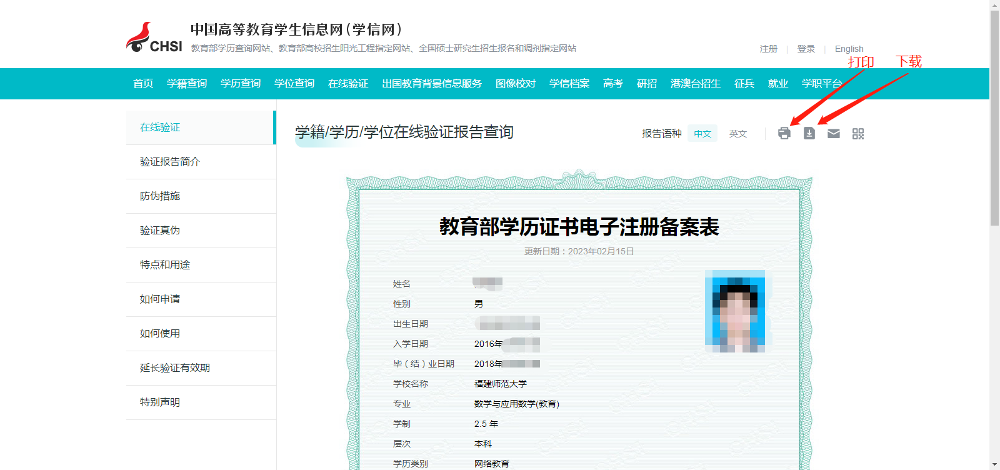 中国高等教育学生信息网(学信网)
CHSI
教育部学历查询网站、教育部高校招生阳光工程指定网站、全国硕士研究生招生报名和调剂指定网站
注册 | 登录 | English
打印 下载
首页 学籍查询 学历查询 学位查询 在线验证 出国教育背景信息服务 图像校对 学信档案 高考 研招 港澳台招生 征兵 就业 学职平台
在线验证
验证报告简介
防伪措施
验证真伪
特点和用途
如何申请
如何使用
延长验证有效期
特别声明
学籍/学历/学位在线验证报告查询
报告语种 中文 英文
教育部学历证书电子注册备案表
更新日期：2023年02月15日
姓名
性别 男
出生日期
入学日期 2016年
毕（结）业日期 2018年
学校名称 福建师范大学
专业 数学与应用数学(教育)
学制 2.5 年
层次 本科
学历类别 网络教育